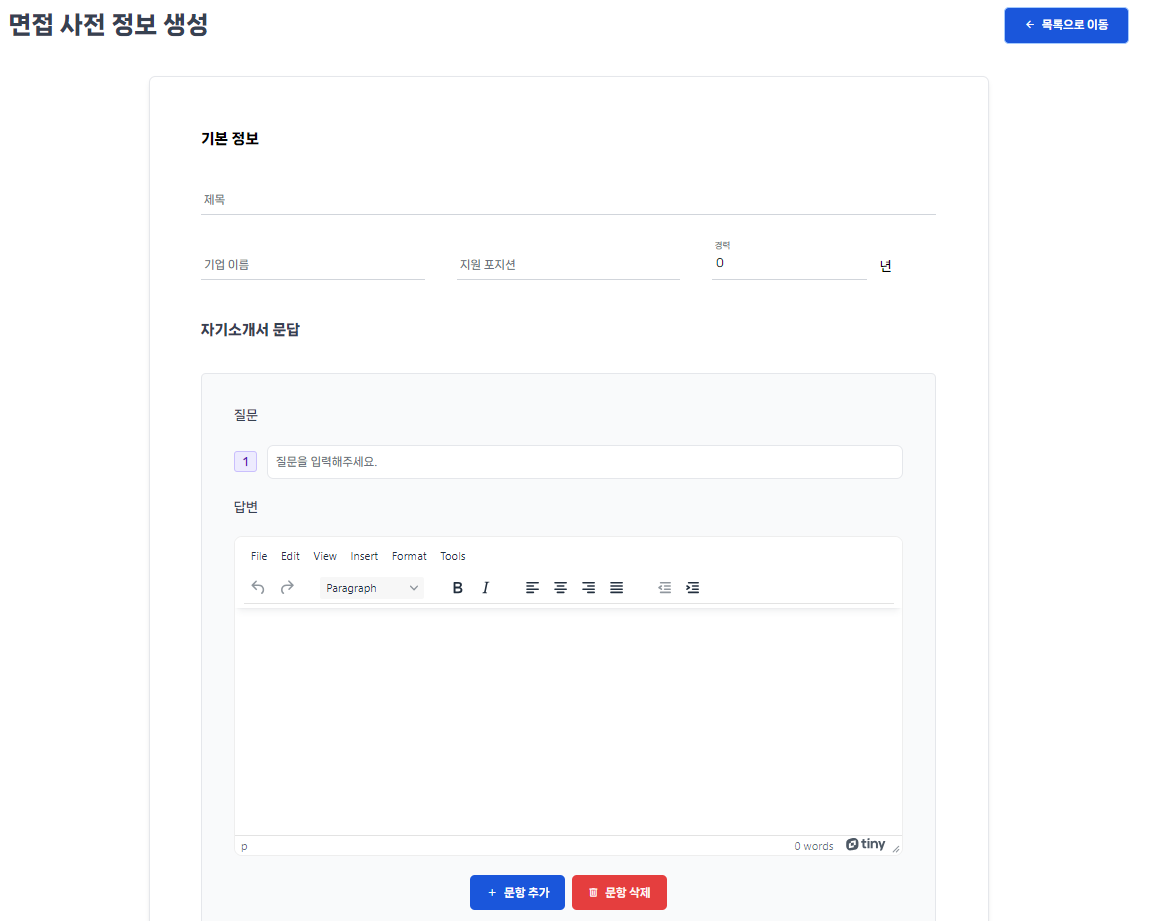 면접 사전 정보 생성
← 목록으로 이동
기본 정보
제목
경력
기업 이름 지원 포지션 0 년
자기소개서 문답
질문
1 질문을 입력해주세요.
답변
File Edit View Insert Format Tools
Paragraph B I
p 0 words tiny
+ 문항 추가 문항 삭제